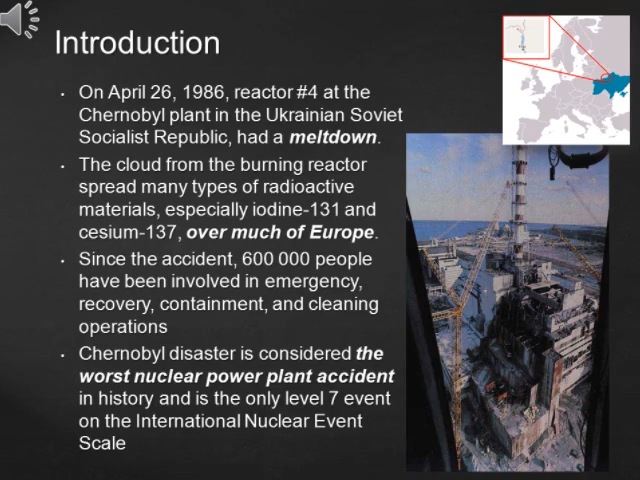 Introduction
On April 26, 1986, reactor #4 at the
Chernobyl plant in the Ukrainian Soviet
Socialist Republic, had a meltdown.
The cloud from the burning reactor
spread many types of radioactive
materials, especially iodine-131 and
cesium-137, over much of Europe.
Since the accident, 600 000 people
have been involved in emergency,
recovery, containment, and cleaning
operations
Chernobyl disaster is considered the
worst nuclear power plant accident
in history and is the only level 7 event
on the International Nuclear Event
Scale